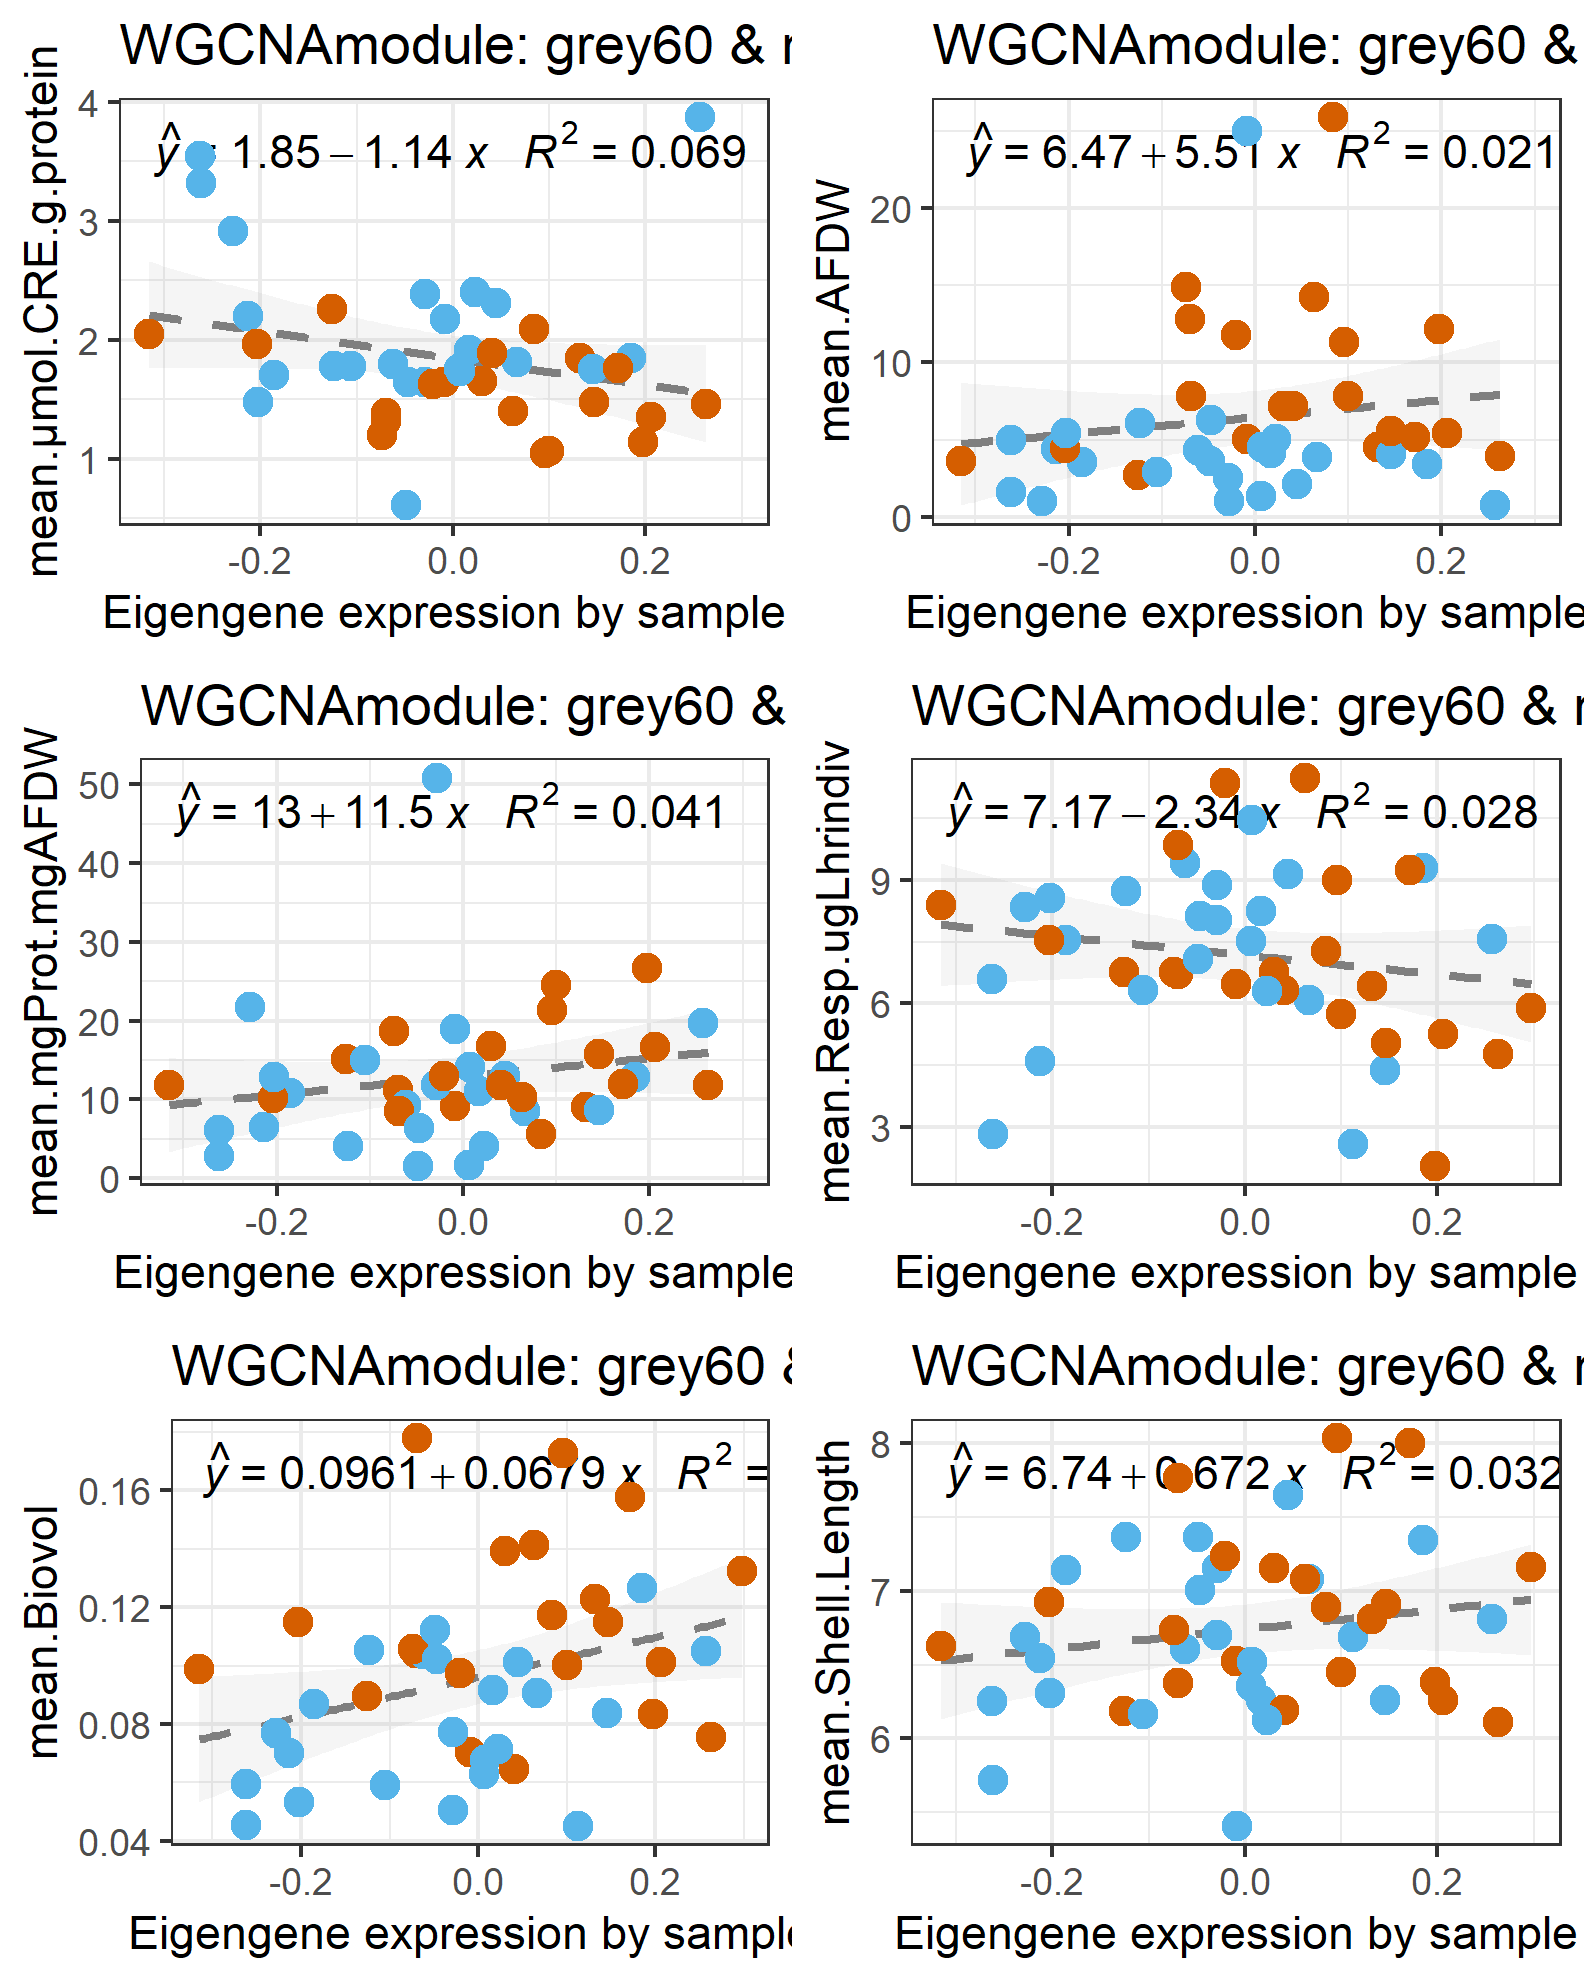 WGCNAmodule: grey60 &
mean.µmol.CRE.g.protein
4
3
2
1
ŷ = 1.85 − 1.14 x R² = 0.069
-0.2 0.0 0.2
Eigengene expression by sample
WGCNAmodule: grey60 &
mean.AFDW
20
10
0
ŷ = 6.47 + 5.51 x R² = 0.021
-0.2 0.0 0.2
Eigengene expression by sample
WGCNAmodule: grey60 &
mean.mgProt.mgAFDW
50
40
30
20
10
0
ŷ = 13 + 11.5 x R² = 0.041
-0.2 0.0 0.2
Eigengene expression by sample
WGCNAmodule: grey60 &
mean.Resp.ugLhrindiv
9
6
3
ŷ = 7.17 − 2.34 x R² = 0.028
-0.2 0.0 0.2
Eigengene expression by sample
WGCNAmodule: grey60
mean.Biovol
0.16
0.12
0.08
0.04
ŷ = 0.0961 + 0.0679 x R² =
-0.2 0.0 0.2
Eigengene expression by sample
WGCNAmodule: grey60 &
mean.Shell.Length
8
7
6
ŷ = 6.74 + 0.672 x R² = 0.032
-0.2 0.0 0.2
Eigengene expression by sample